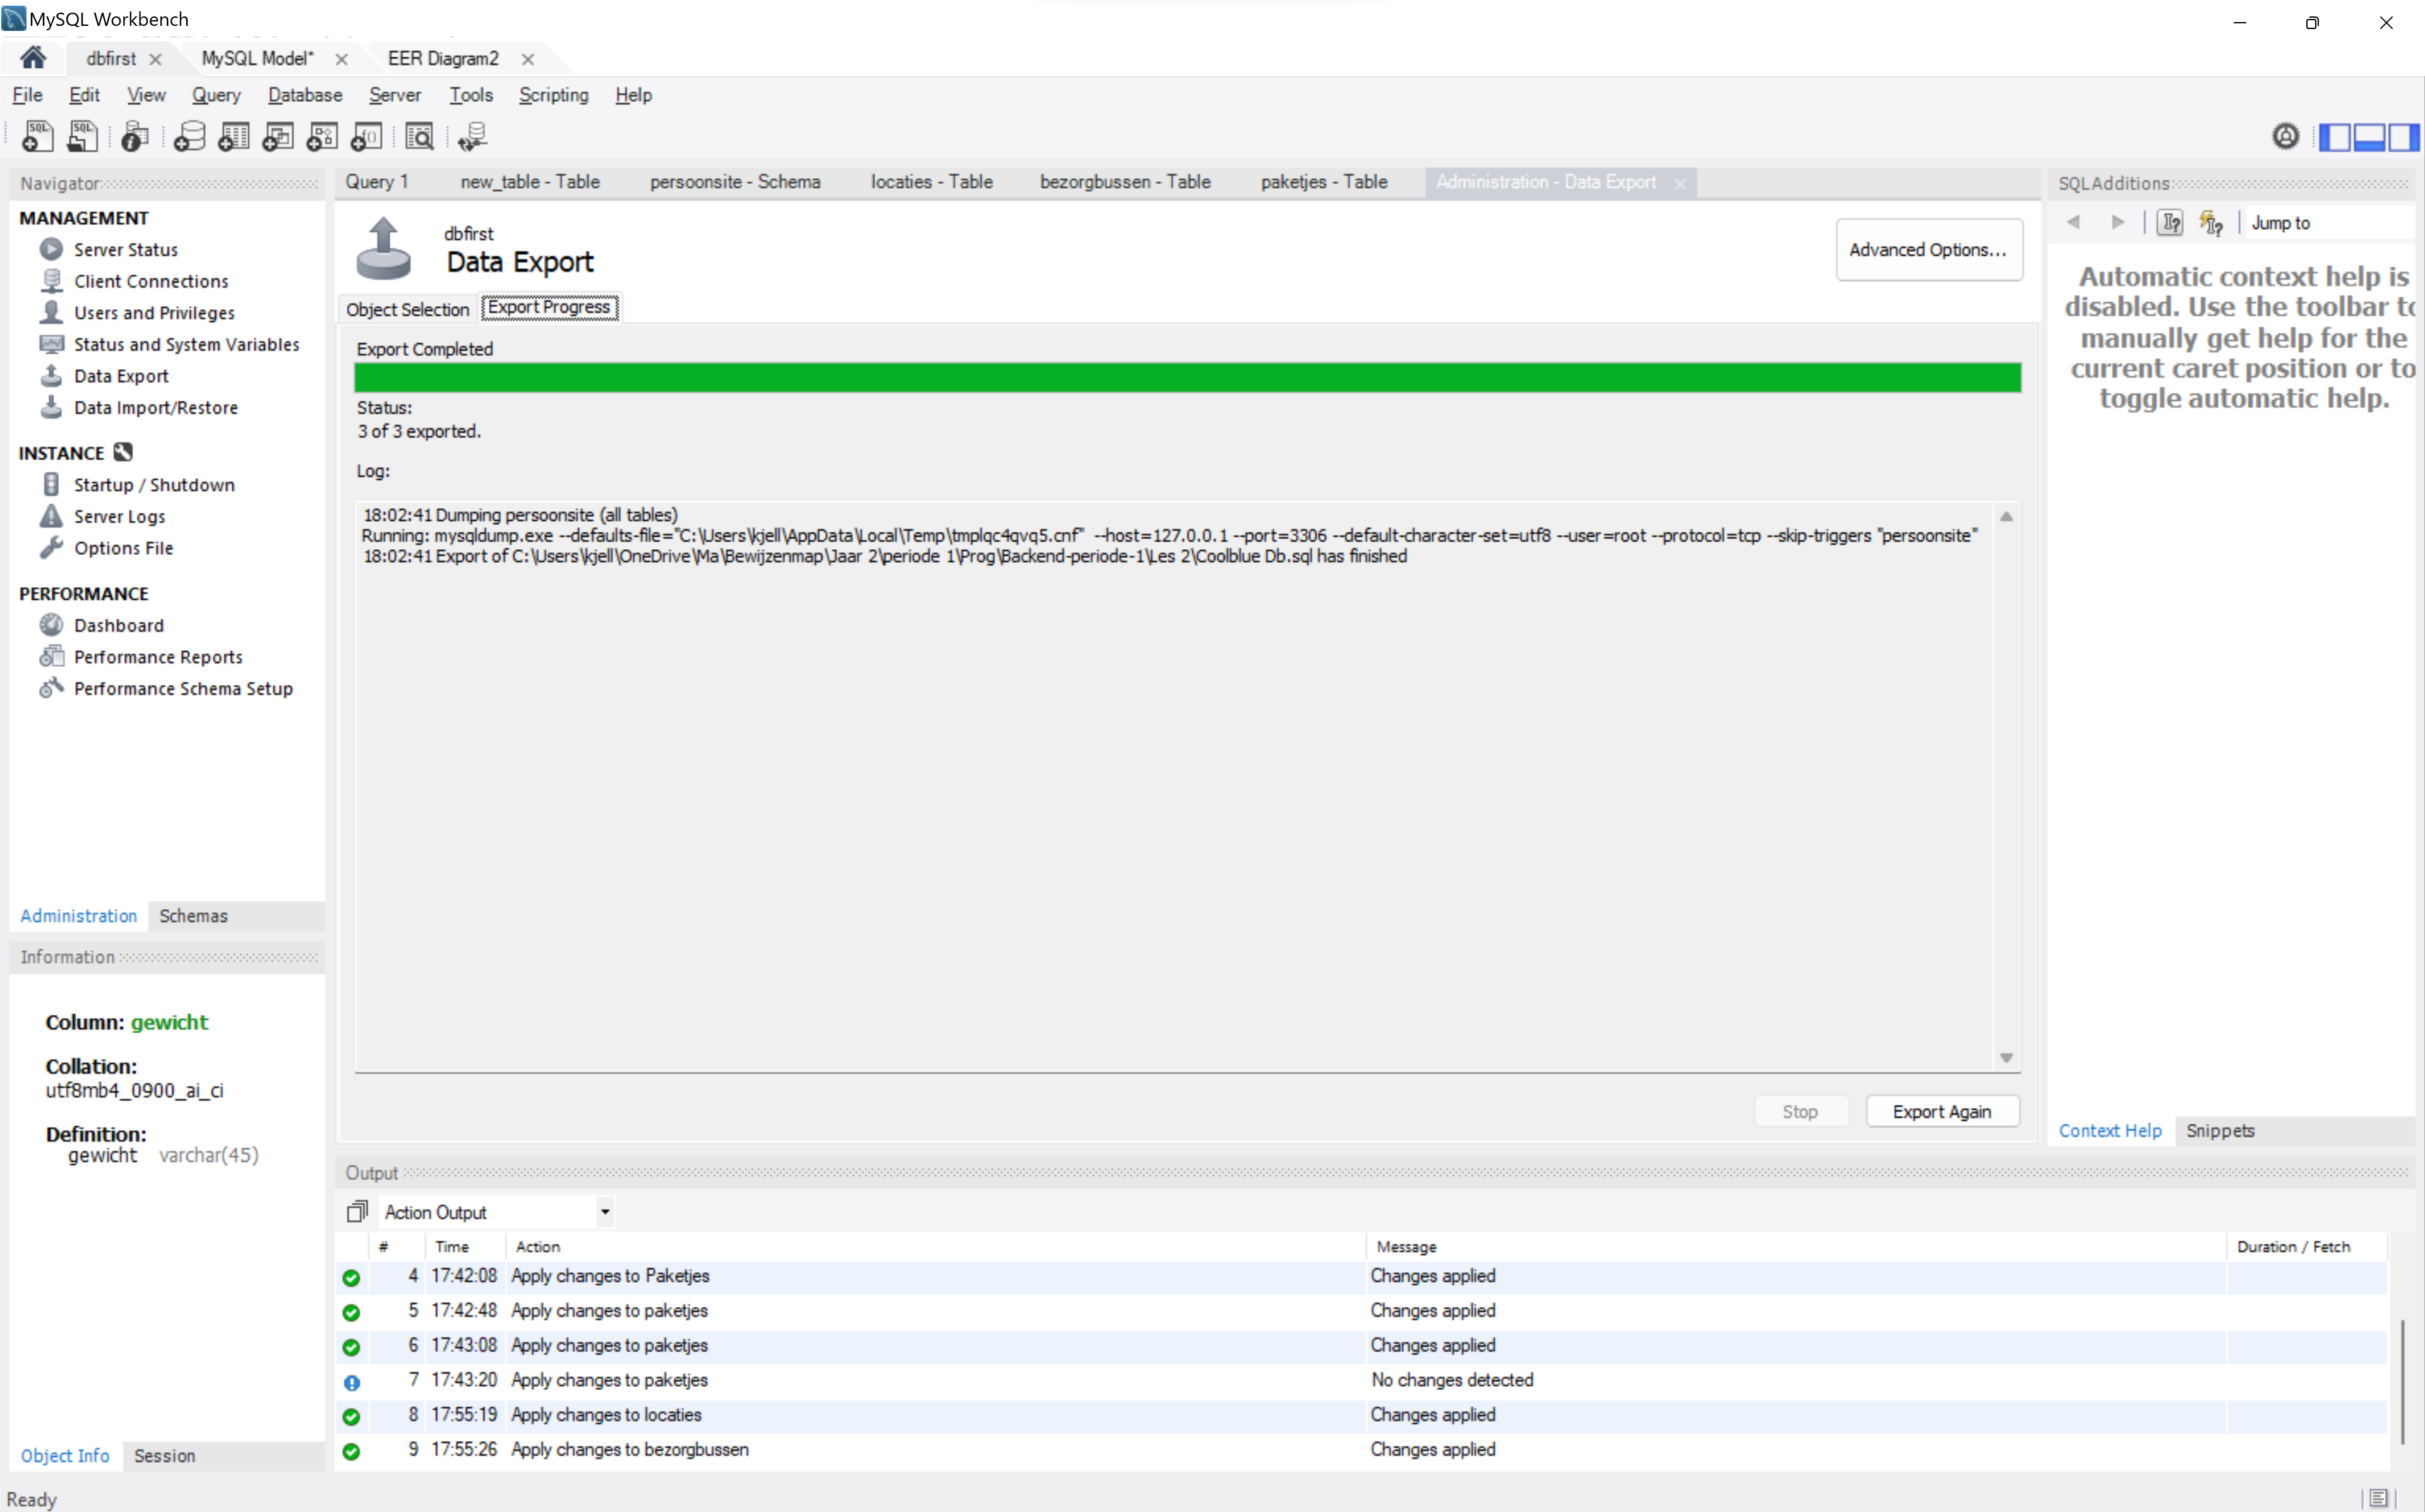 MySQL Workbench
dbfirst
MySQL Model*
EER Diagram2
File Edit View Query Database Server Tools Scripting Help
Navigator
MANAGEMENT
Server Status
Client Connections
Users and Privileges
Status and System Variables
Data Export
Data Import/Restore
INSTANCE
Startup / Shutdown
Server Logs
Options File
PERFORMANCE
Dashboard
Performance Reports
Performance Schema Setup
Administration Schemas
Information
Column: gewicht
Collation:
utf8mb4_0900_ai_ci
Definition:
gewicht varchar(45)
Object Info Session
Ready
Query 1 new_table - Table persoonsite - Schema locaties - Table bezorgbussen - Table paketjes - Table Administration - Data Export
dbfirst
Data Export
Advanced Options...
Object Selection Export Progress
Export Completed
Status:
3 of 3 exported.
Log:
18:02:41 Dumping persoonsite (all tables)
Running: mysqldump.exe --defaults-file="C:\Users\kjell\AppData\Local\Temp\tmplqc4qvq5.cnf"  --host=127.0.0.1 --port=3306 --default-character-set=utf8 --user=root --protocol=tcp --skip-triggers "persoonsite"
18:02:41 Export of C:\Users\kjell\OneDrive\Ma\Bewijzenmap\Jaar 2\periode 1\Prog\Backend-periode-1\Les 2\Coolblue Db.sql has finished
Stop Export Again
SQLAdditions
Jump to
Automatic context help is
disabled. Use the toolbar to
manually get help for the
current caret position or to
toggle automatic help.
Context Help Snippets
Output
Action Output
# Time Action Message Duration / Fetch
4 17:42:08 Apply changes to Paketjes Changes applied
5 17:42:48 Apply changes to paketjes Changes applied
6 17:43:08 Apply changes to paketjes Changes applied
7 17:43:20 Apply changes to paketjes No changes detected
8 17:55:19 Apply changes to locaties Changes applied
9 17:55:26 Apply changes to bezorgbussen Changes applied